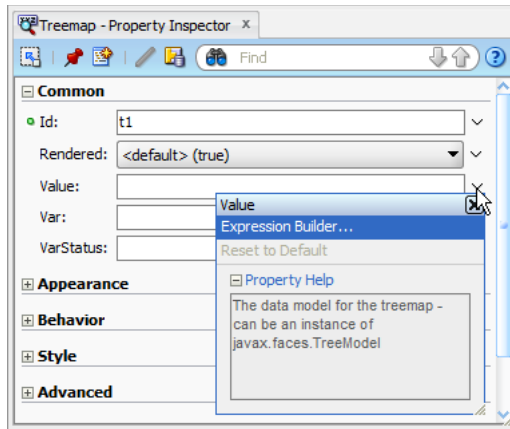 Treemap - Property Inspector x
Find
Common
Id: t1
Rendered: <default> (true)
Value:
Var:
VarStatus:
Value
Expression Builder...
Reset to Default
Property Help
The data model for the treemap -
can be an instance of
javax.faces.TreeModel
Appearance
Behavior
Style
Advanced